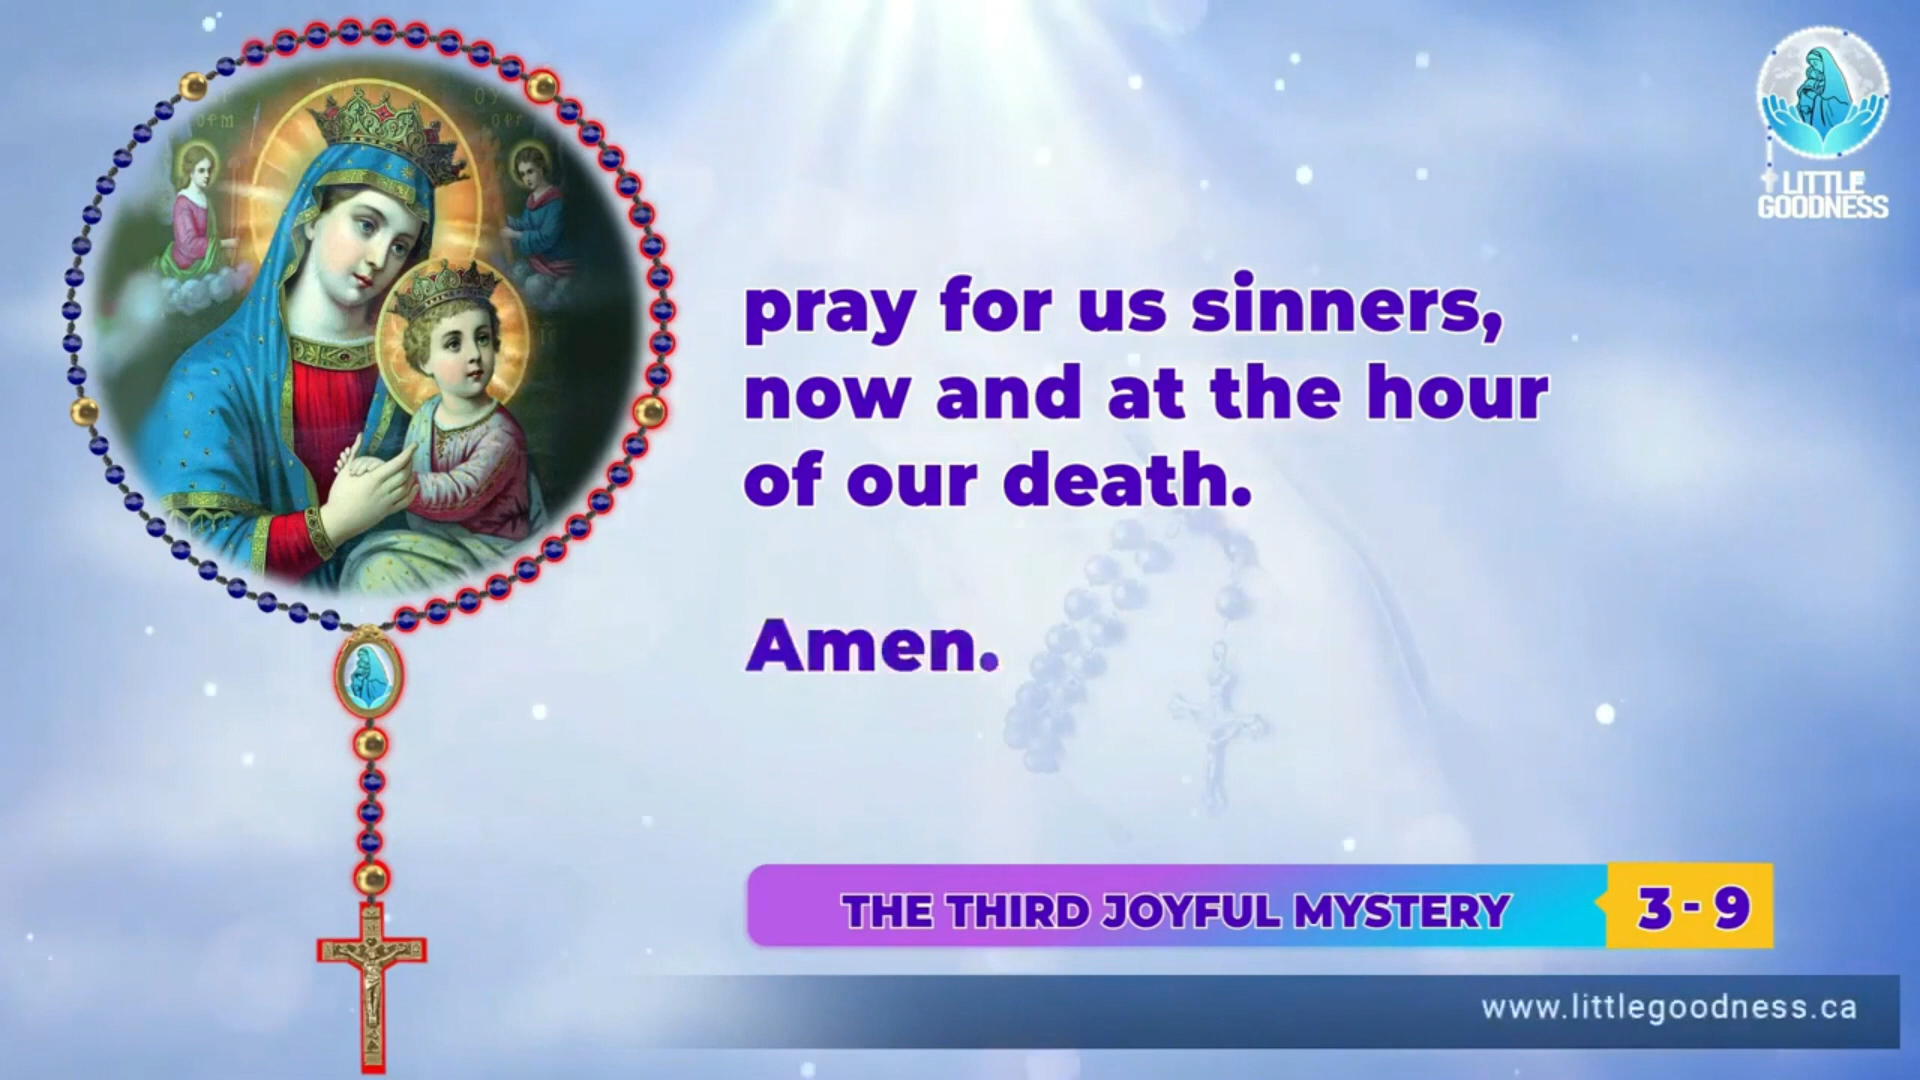 LITTLE
GOODNESS
pray for us sinners,
now and at the hour
of our death.
Amen.
THE THIRD JOYFUL MYSTERY
3 - 9
www.littlegoodness.ca